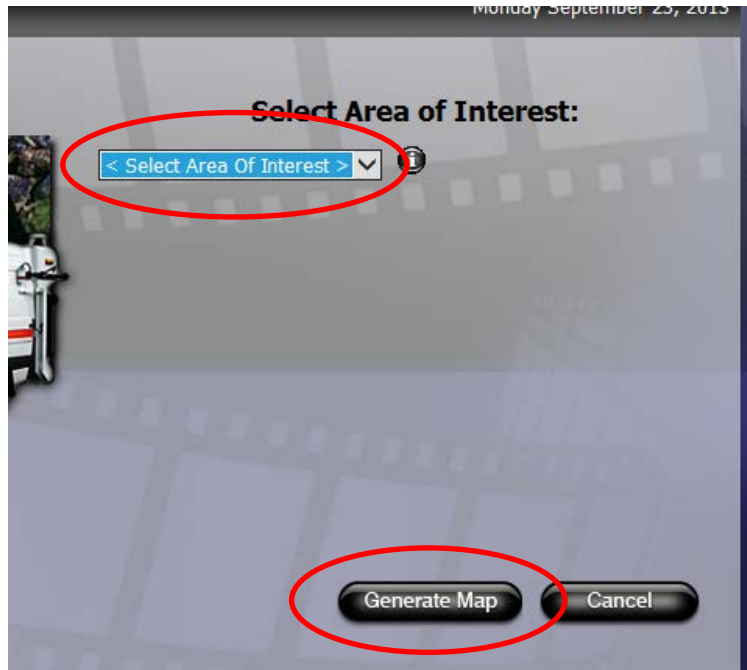 Monday September 23, 2013
Select Area of Interest:
< Select Area Of Interest >
Generate Map
Cancel